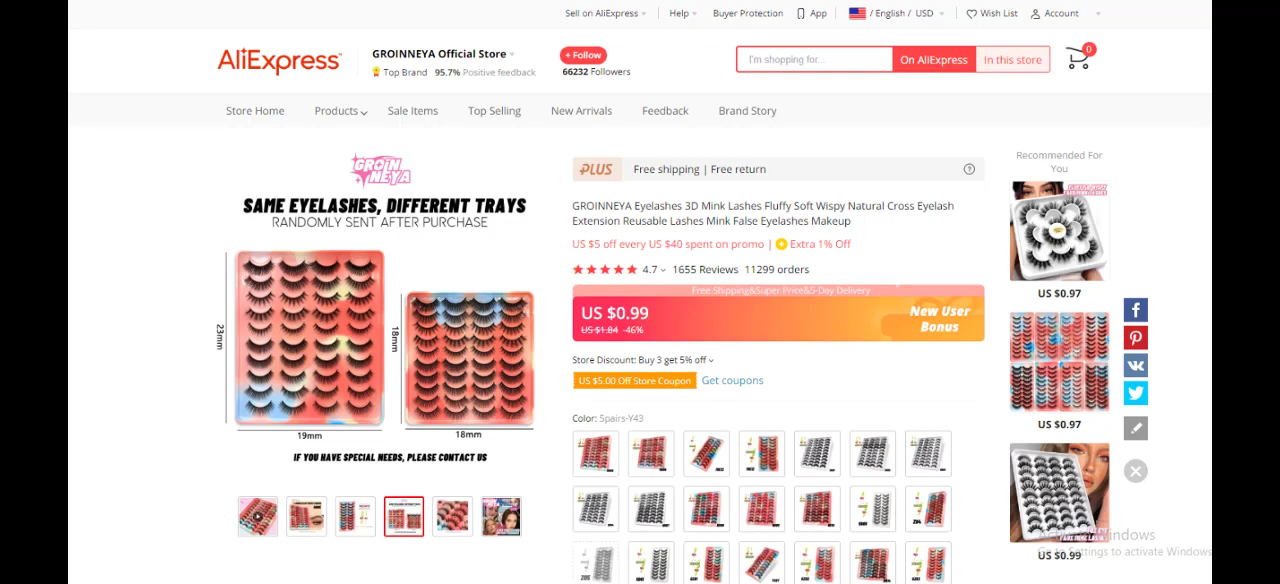 Sell on AliExpress
Help
Buyer Protection
App
/ English / USD
Wish List
Account
AliExpress
GROINNEYA Official Store
Top Brand 95.7% Positive feedback
+ Follow
66232 Followers
I'm shopping for...
On AliExpress
In this store
0
Store Home
Products
Sale Items
Top Selling
New Arrivals
Feedback
Brand Story
GROIN
NEYA
SAME EYELASHES, DIFFERENT TRAYS
RANDOMLY SENT AFTER PURCHASE
23mm
19mm
18mm
18mm
IF YOU HAVE SPECIAL NEEDS, PLEASE CONTACT US
PLUS Free shipping | Free return
GROINNEYA Eyelashes 3D Mink Lashes Fluffy Soft Wispy Natural Cross Eyelash
Extension Reusable Lashes Mink False Eyelashes Makeup
US $5 off every US $40 spent on promo | Extra 1% Off
4.7 1655 Reviews 11299 orders
Free Shipping&Super Price&5-Day Delivery
US $0.99
US $1.84 -46%
New User
Bonus
Store Discount: Buy 3 get 5% off
US $5.00 Off Store Coupon Get coupons
Color: 5pairs-Y43
Recommended For
You
US $0.97
US $0.97
US $0.99
Activate Windows
Go to Settings to activate Windows